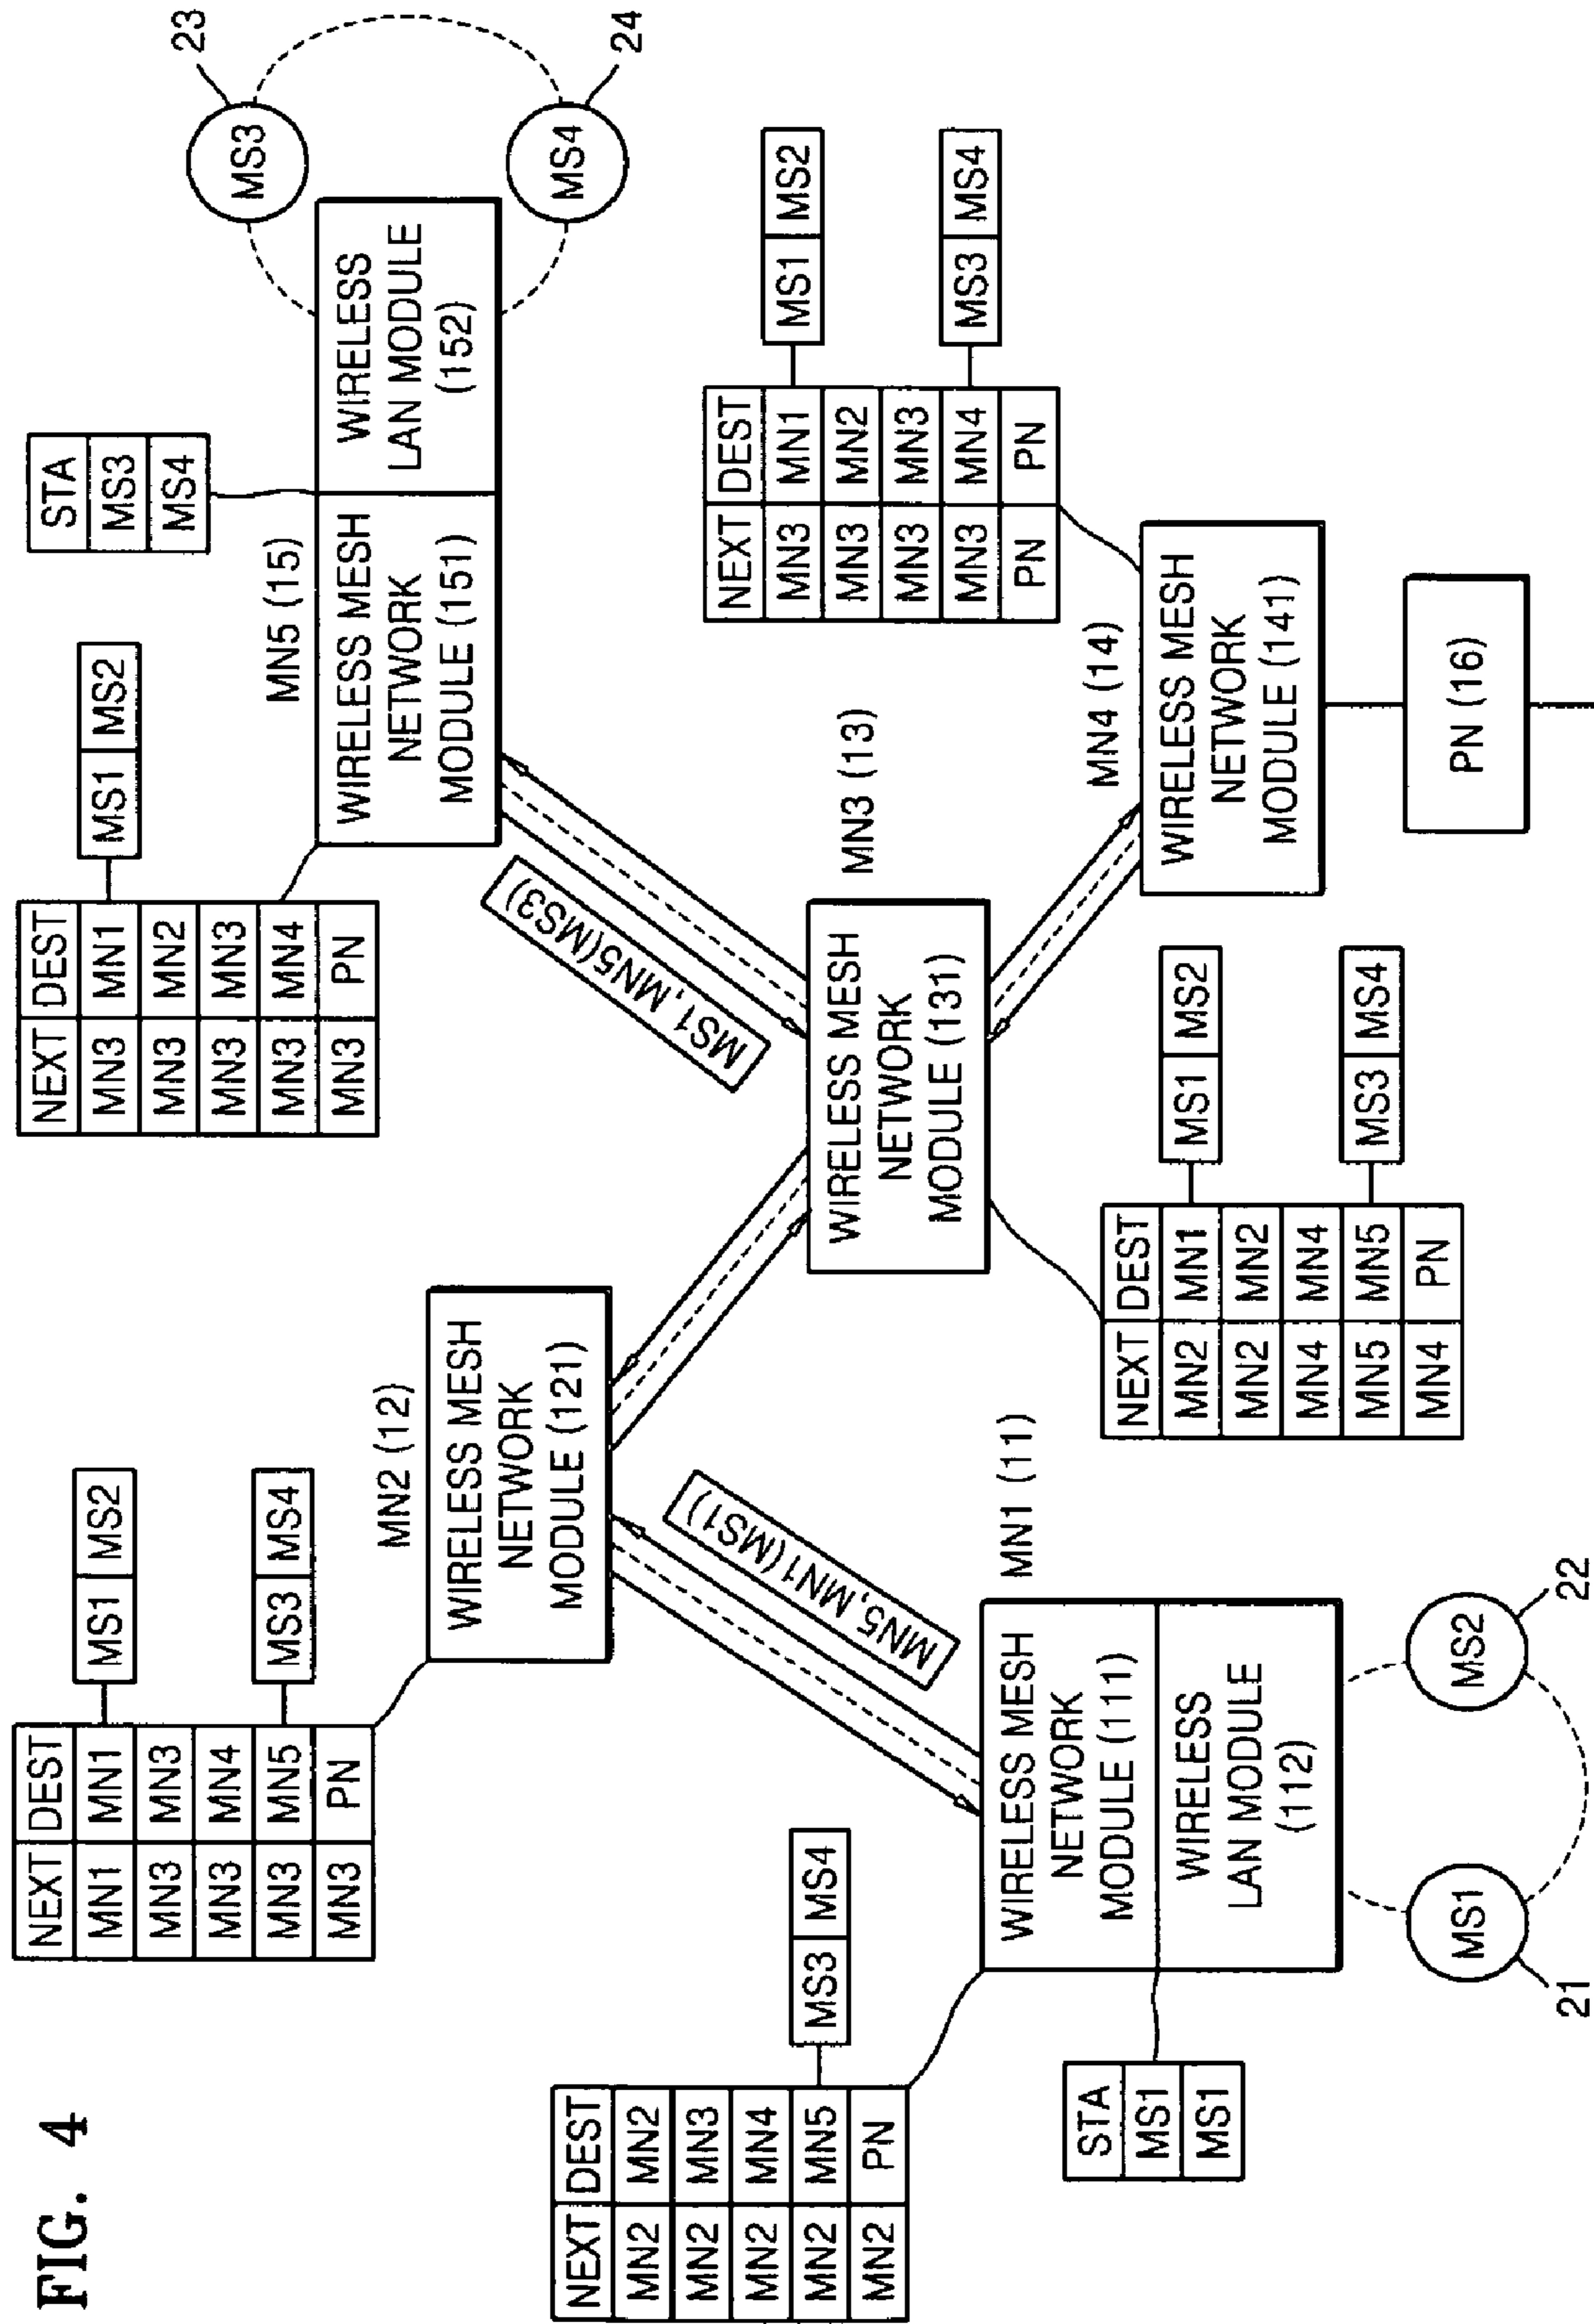 FIG. 4
NEXT DEST
MN1 MN1
MN3 MN3
MN3 MN4
MN3 MN5
MN3 PN
MS1 MS2
MS3 MS4
MN2 (12)
WIRELESS MESH
NETWORK
MODULE (121)
NEXT DEST
MN3 MN1
MN3 MN2
MN3 MN3
MN3 MN4
MN3 PN
MS1 MS2
MN5 (15)
STA
MS3
MS4
WIRELESS MESH
NETWORK
MODULE (151)
WIRELESS
LAN MODULE
(152)
MS3
23
MS4
24
MS1, MN5(MS3)
NEXT DEST
MN2 MN2
MN2 MN3
MN2 MN4
MN2 MN5
MN2 PN
MS3 MS4
MN5, MN1(MS1)
MN1 (11)
WIRELESS MESH
NETWORK
MODULE (111)
WIRELESS
LAN MODULE
(112)
STA
MS1
MS1
MS1
21
MS2
22
MN3 (13)
WIRELESS MESH
NETWORK
MODULE (131)
NEXT DEST
MN2 MN1
MN2 MN2
MN4 MN4
MN5 MN5
MN4 PN
MS1 MS2
MS3 MS4
NEXT DEST
MN3 MN1
MN3 MN2
MN3 MN3
MN3 MN4
PN PN
MS1 MS2
MS3 MS4
MN4 (14)
WIRELESS MESH
NETWORK
MODULE (141)
PN (16)